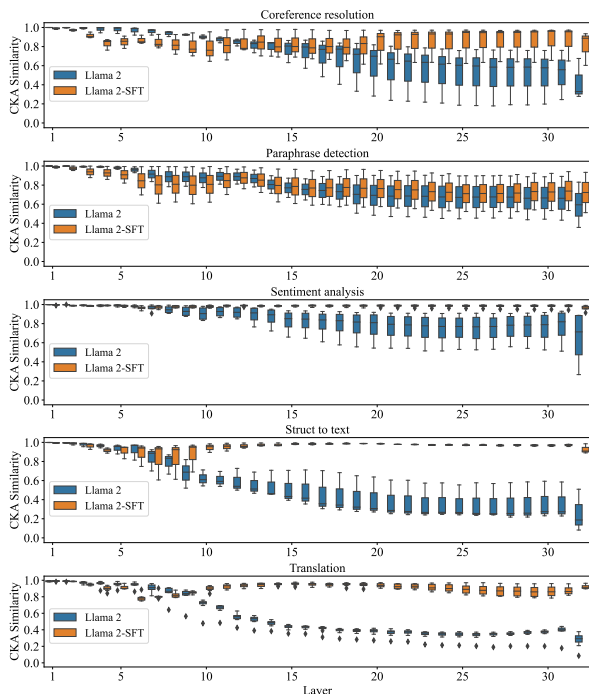 Coreference resolution
CKA Similarity
1.0
0.8
0.6
0.4
0.2
0.0
Llama 2
Llama 2-SFT
1 5 10 15 20 25 30
Paraphrase detection
CKA Similarity
1.0
0.8
0.6
0.4
0.2
0.0
Llama 2
Llama 2-SFT
1 5 10 15 20 25 30
Sentiment analysis
CKA Similarity
1.0
0.8
0.6
0.4
0.2
0.0
Llama 2
Llama 2-SFT
1 5 10 15 20 25 30
Struct to text
CKA Similarity
1.0
0.8
0.6
0.4
0.2
0.0
Llama 2
Llama 2-SFT
1 5 10 15 20 25 30
Translation
CKA Similarity
1.0
0.8
0.6
0.4
0.2
0.0
Llama 2
Llama 2-SFT
1 5 10 15 20 25 30
Layer